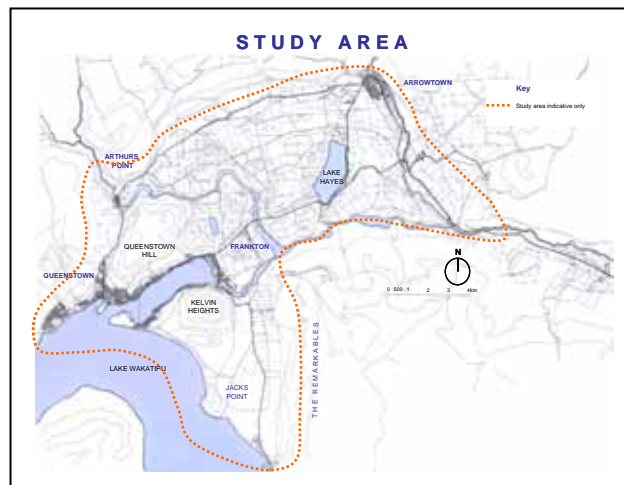 STUDY AREA
ARROWTOWN
Key
Study area indicative only
ARTHURS
POINT
LAKE
HAYES
QUEENSTOWN
HILL
FRANKTON
N
QUEENSTOWN
0 500 1 2 3 4km
KELVIN
HEIGHTS
THE REMARKABLES
LAKE WAKATIPU
JACKS
POINT